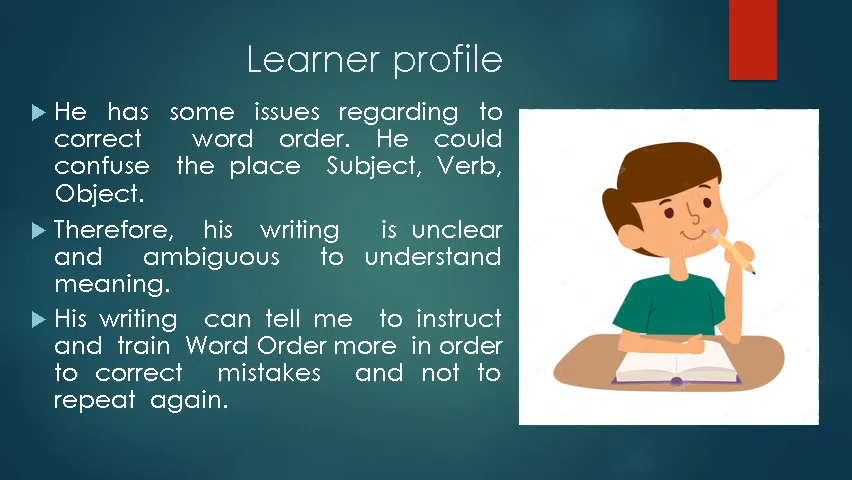 Learner profile
He has some issues regarding to
correct word order. He could
confuse the place Subject, Verb,
Object.
Therefore, his writing is unclear
and ambiguous to understand
meaning.
His writing can tell me to instruct
and train Word Order more in order
to correct mistakes and not to
repeat again.